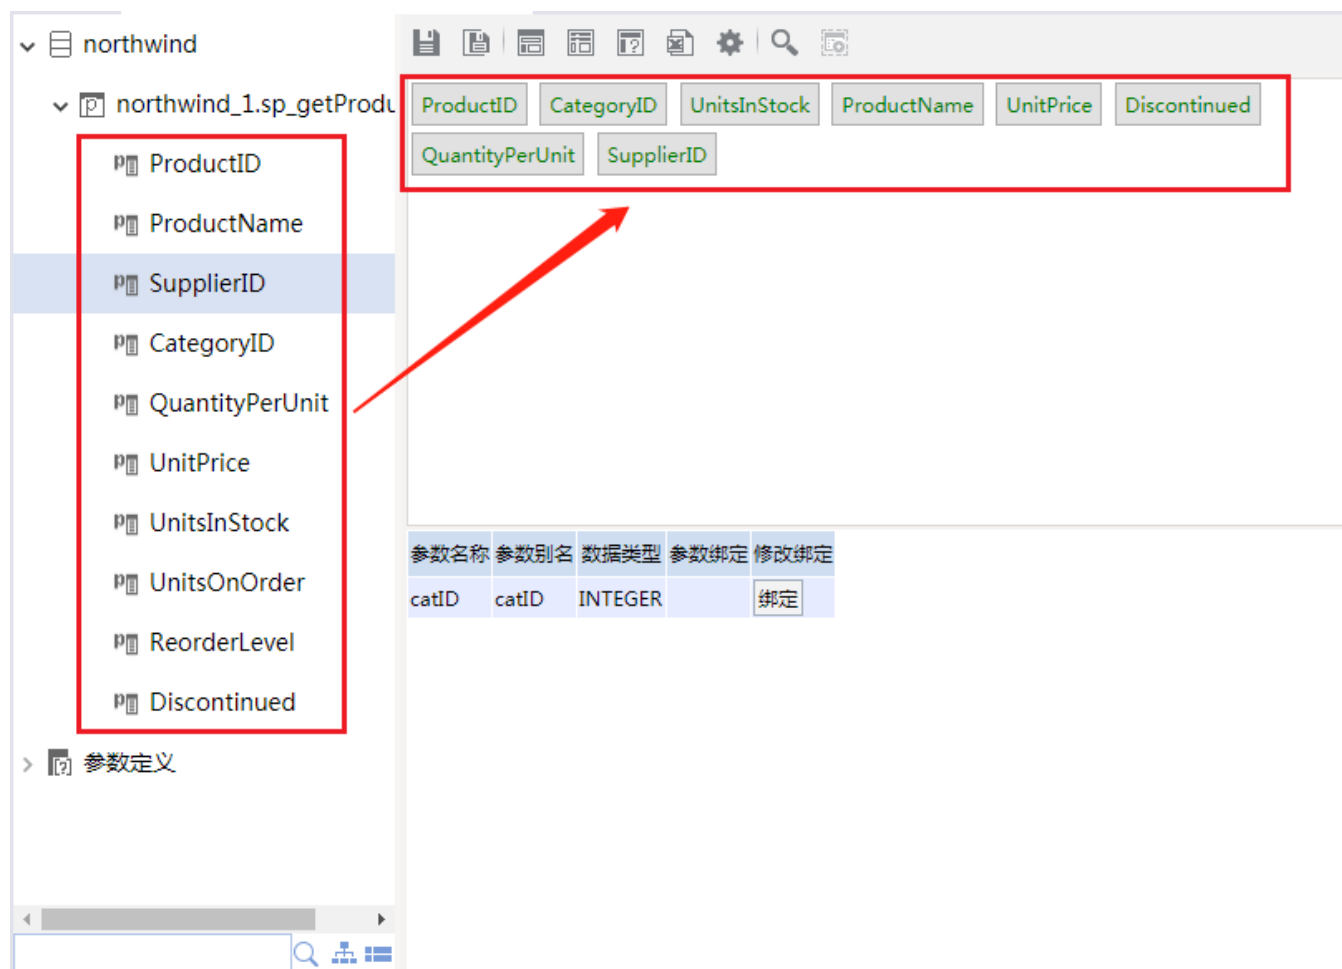 northwind
northwind_1.sp_getProdu
ProductID
ProductName
SupplierID
CategoryID
QuantityPerUnit
UnitPrice
UnitsInStock
UnitsOnOrder
ReorderLevel
Discontinued
参数定义
ProductID CategoryID UnitsInStock ProductName UnitPrice Discontinued
QuantityPerUnit SupplierID
参数名称 参数别名 数据类型 参数绑定 修改绑定
catID catID INTEGER 绑定